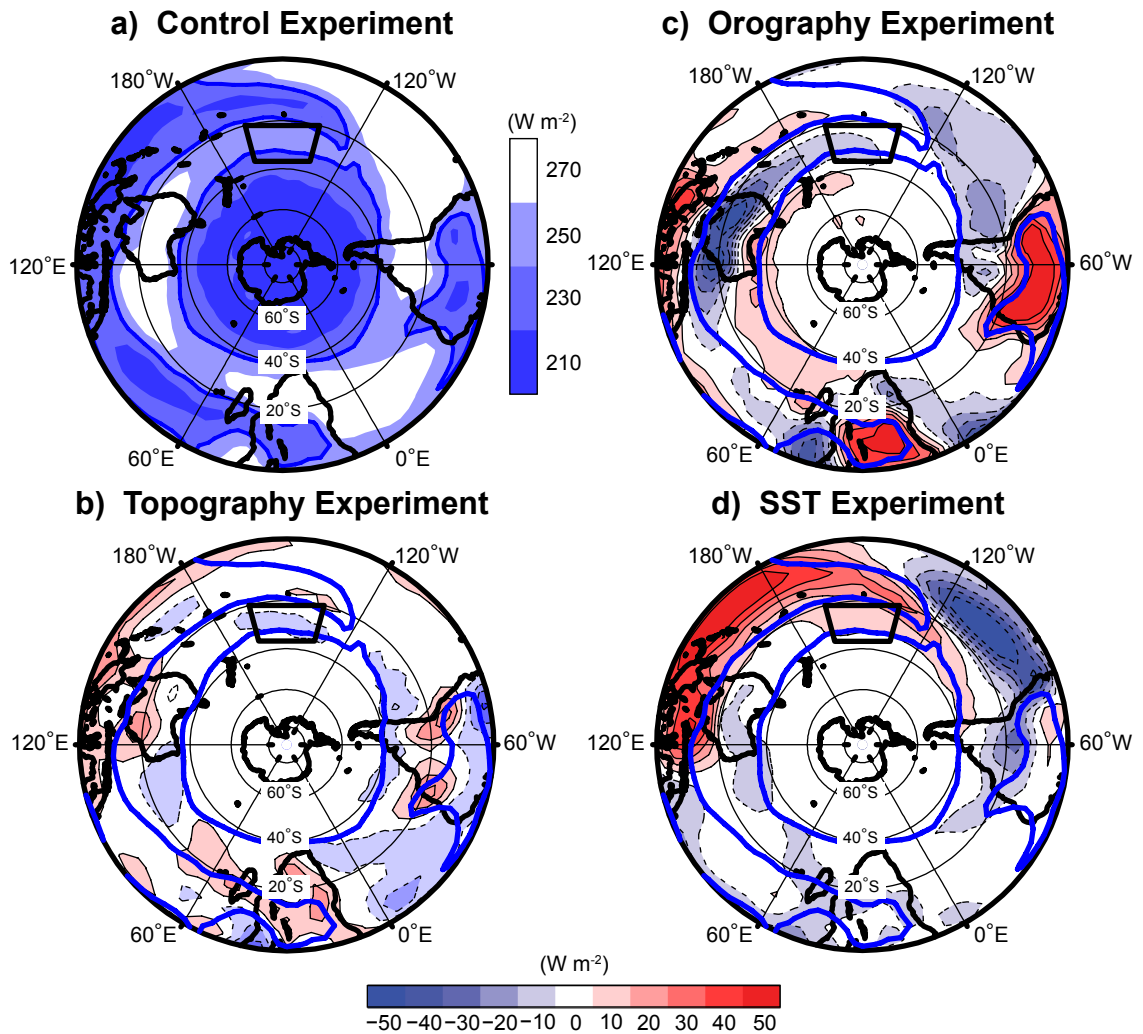 a) Control Experiment
180˚W
120˚W
120˚E
60˚S
40˚S
20˚S
60˚E
0˚E
(W m-2)
270
250
230
210
c) Orography Experiment
180˚W
120˚W
120˚E
60˚W
60˚S
40˚S
20˚S
60˚E
0˚E
b) Topography Experiment
180˚W
120˚W
120˚E
60˚W
60˚S
40˚S
20˚S
60˚E
0˚E
d) SST Experiment
180˚W
120˚W
120˚E
60˚W
60˚S
40˚S
20˚S
60˚E
0˚E
(W m-2)
−50 −40 −30 −20 −10 0 10 20 30 40 50